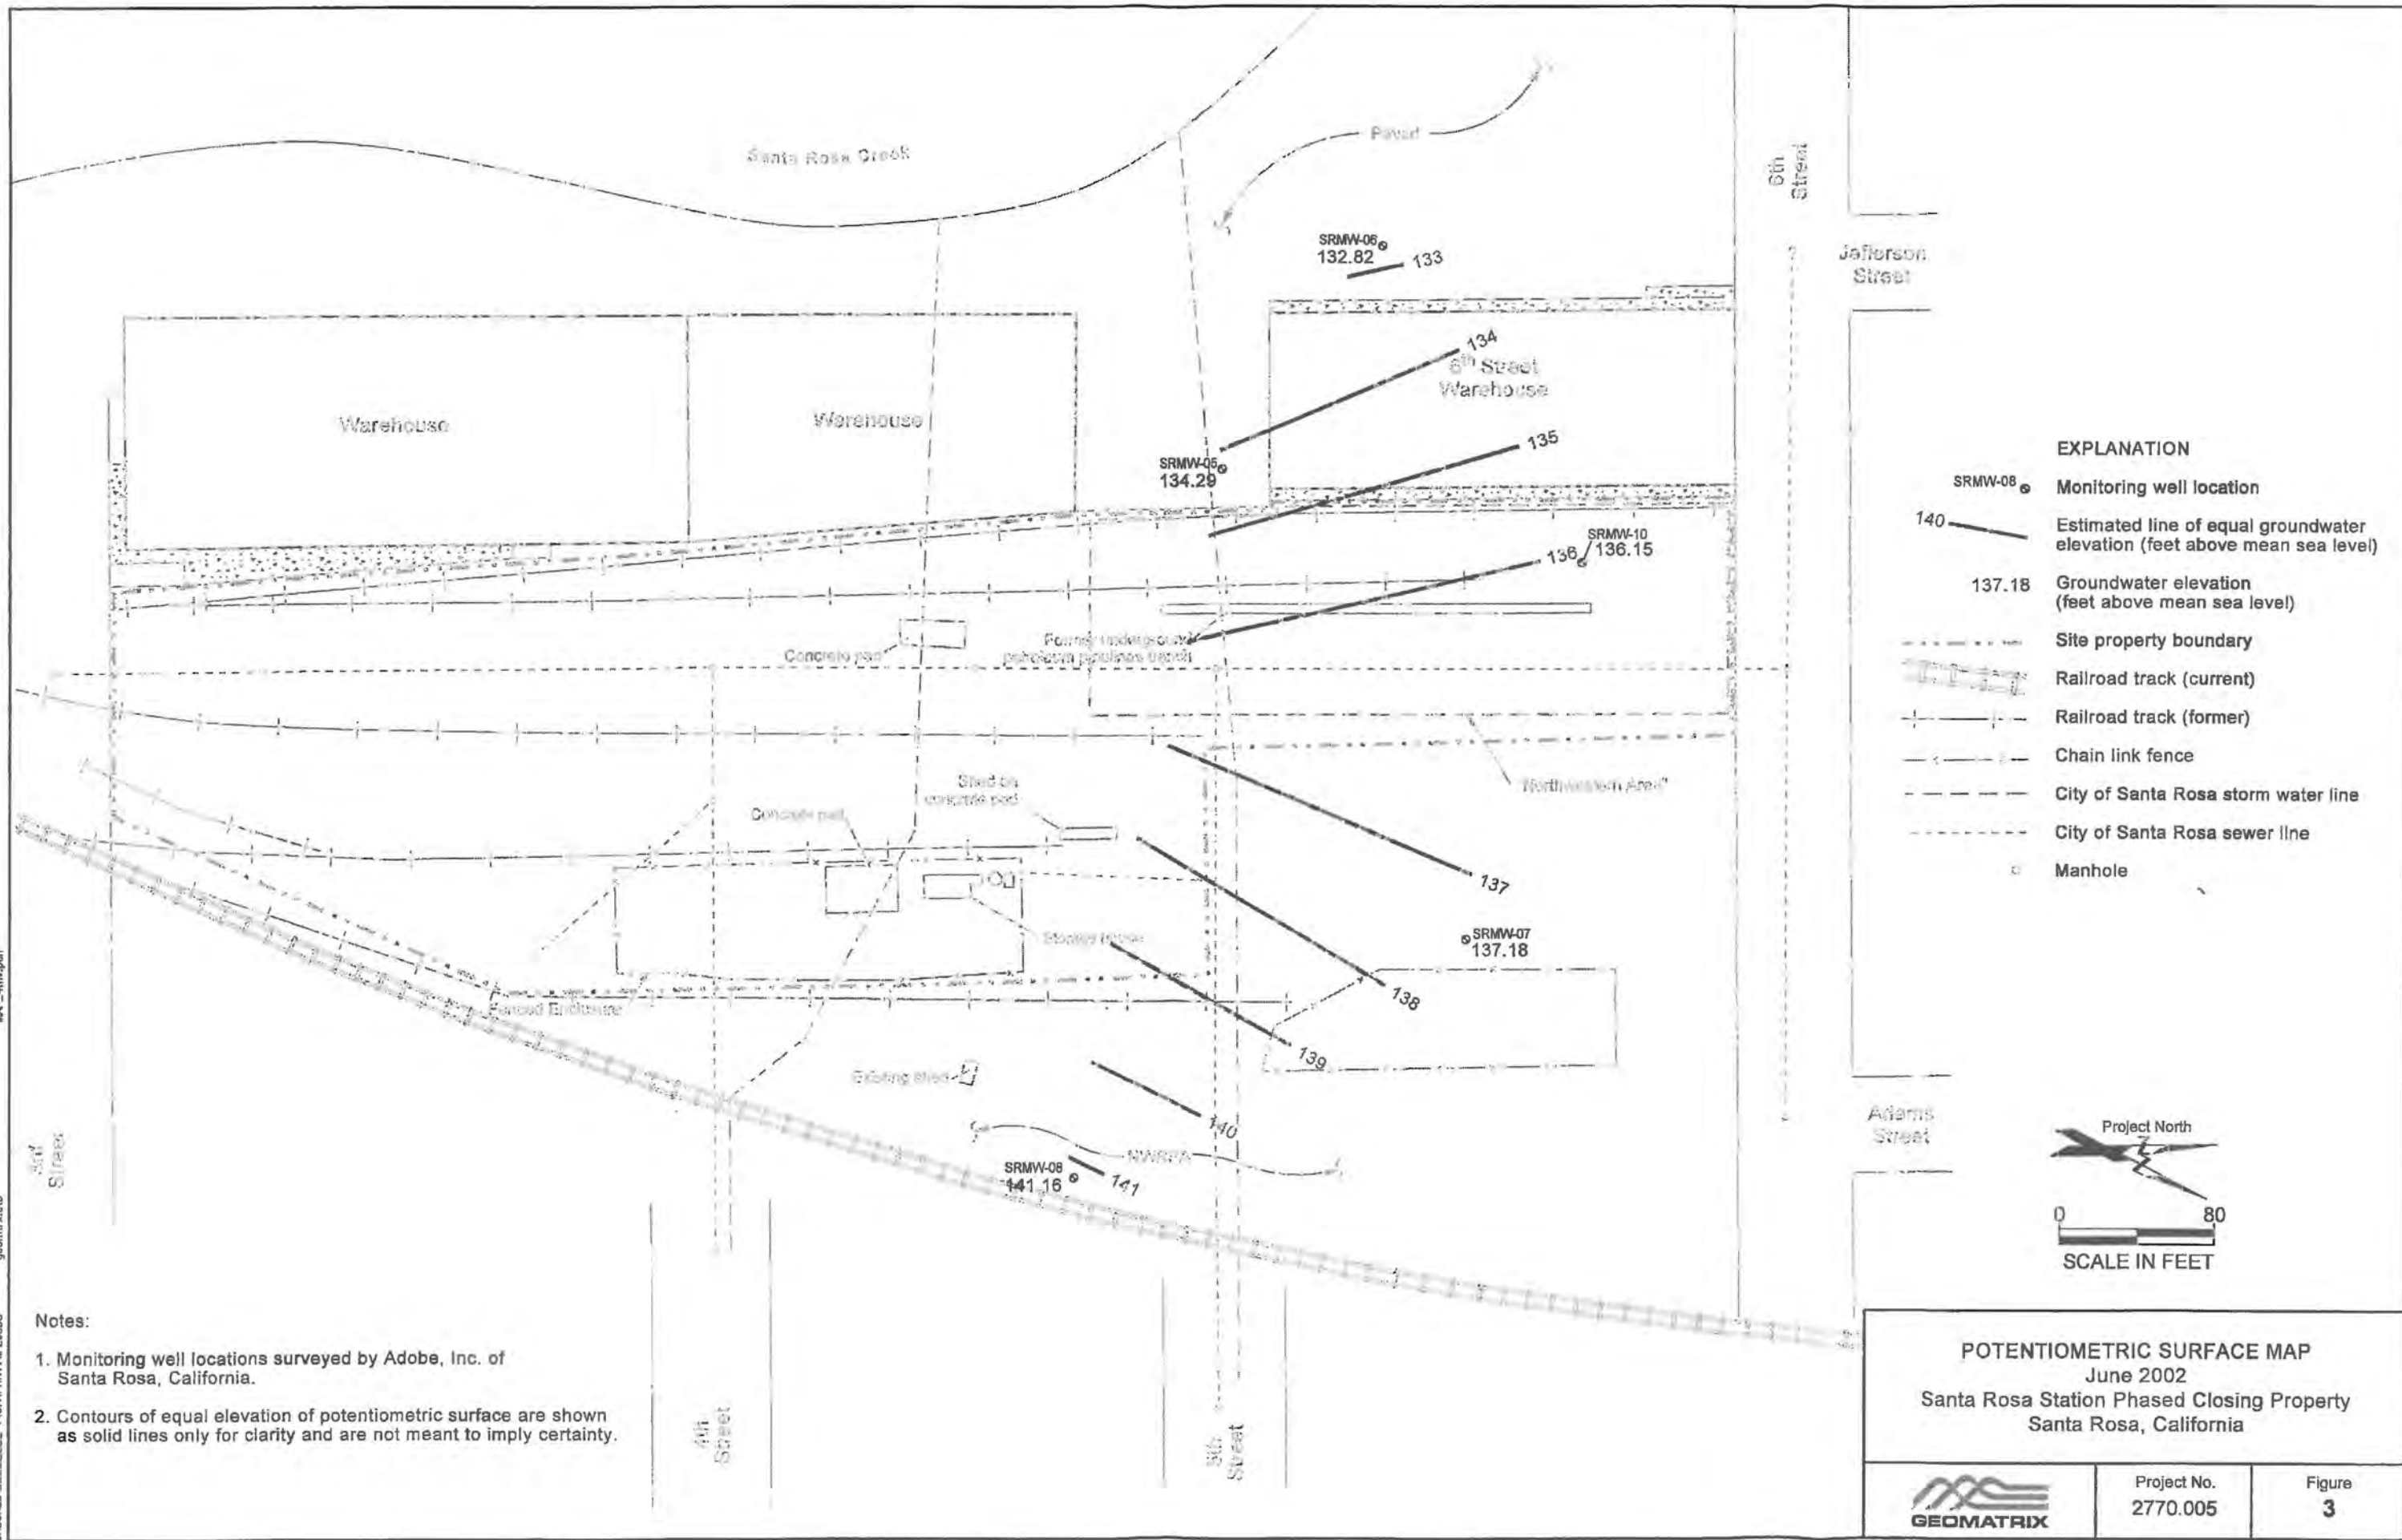 Santa Rosa Creek
Paved
6th
Street
Jefferson
Street
SRMW-06
132.82
133
134
6th Street
Warehouse
Warehouse
Warehouse
135
SRMW-05
134.29
SRMW-10
136.15
136
Former underground
petroleum pipelines trench
Concrete pad
"Northwestern Area"
Shed on
concrete pad
Concrete pad
137
SRMW-07
137.18
138
Fenced Enclosure
139
Existing shed
140
NWRPA
SRMW-08
141.16
141
Adams
Street
3rd
Street
4th
Street
5th
Street
EXPLANATION
SRMW-08
Monitoring well location
140
Estimated line of equal groundwater
elevation (feet above mean sea level)
137.18
Groundwater elevation
(feet above mean sea level)
Site property boundary
Railroad track (current)
Railroad track (former)
Chain link fence
City of Santa Rosa storm water line
City of Santa Rosa sewer line
Manhole
Project North
0 80
SCALE IN FEET
Notes:
1. Monitoring well locations surveyed by Adobe, Inc. of
Santa Rosa, California.
2. Contours of equal elevation of potentiometric surface are shown
as solid lines only for clarity and are not meant to imply certainty.
POTENTIOMETRIC SURFACE MAP
June 2002
Santa Rosa Station Phased Closing Property
Santa Rosa, California
GEOMATRIX
Project No.
2770.005
Figure
3